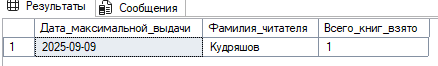 Результаты Сообщения
Дата_максимальной_выдачи Фамилия_читателя Всего_книг_взято
1 2025-09-09 Кудряшов 1